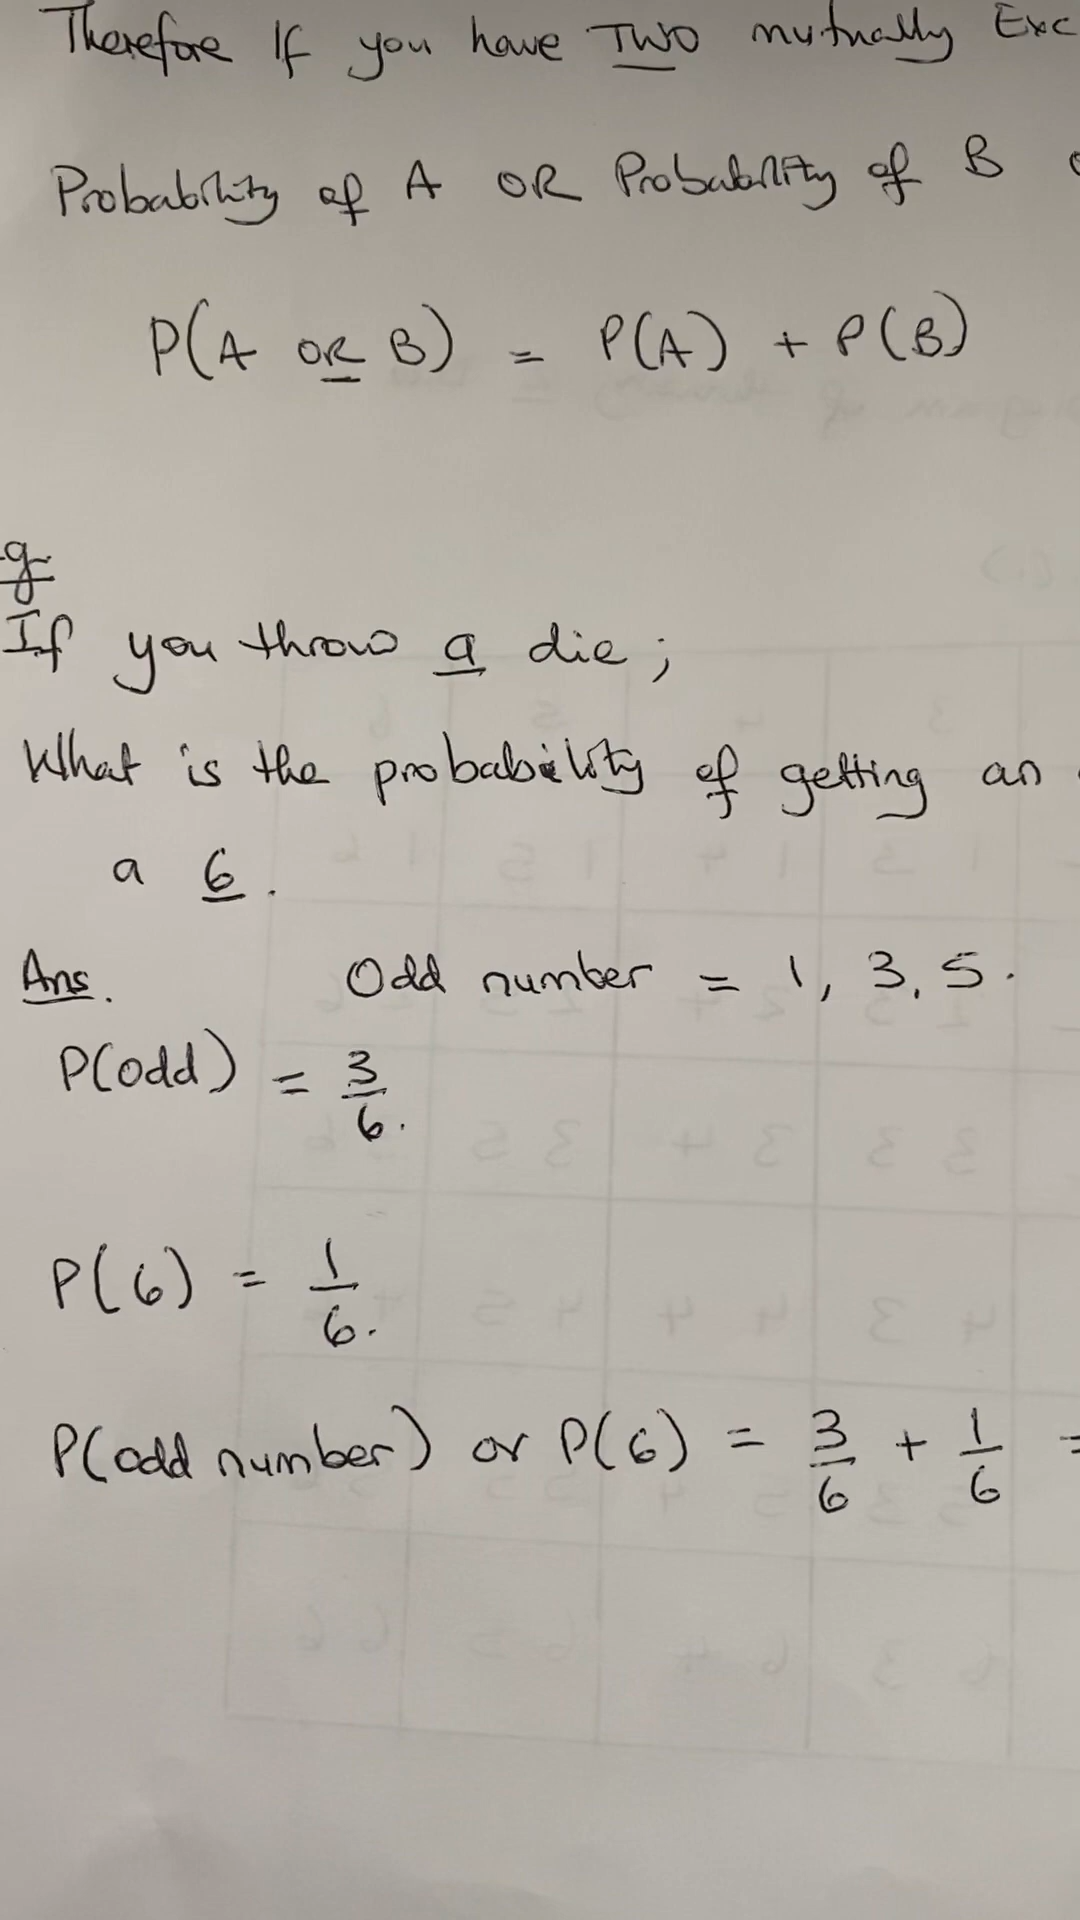 Therefore If you have TWO mutually Exc
Probability of A OR Probability of B
P(A OR B) = P(A) + P(B)
g
If you throw a die;
What is the probability of getting an
a 6.
Ans. Odd number = 1, 3, 5.
P(odd) = 3/6.
P(6) = 1/6.
P(odd number) or P(6) = 3/6 + 1/6 =